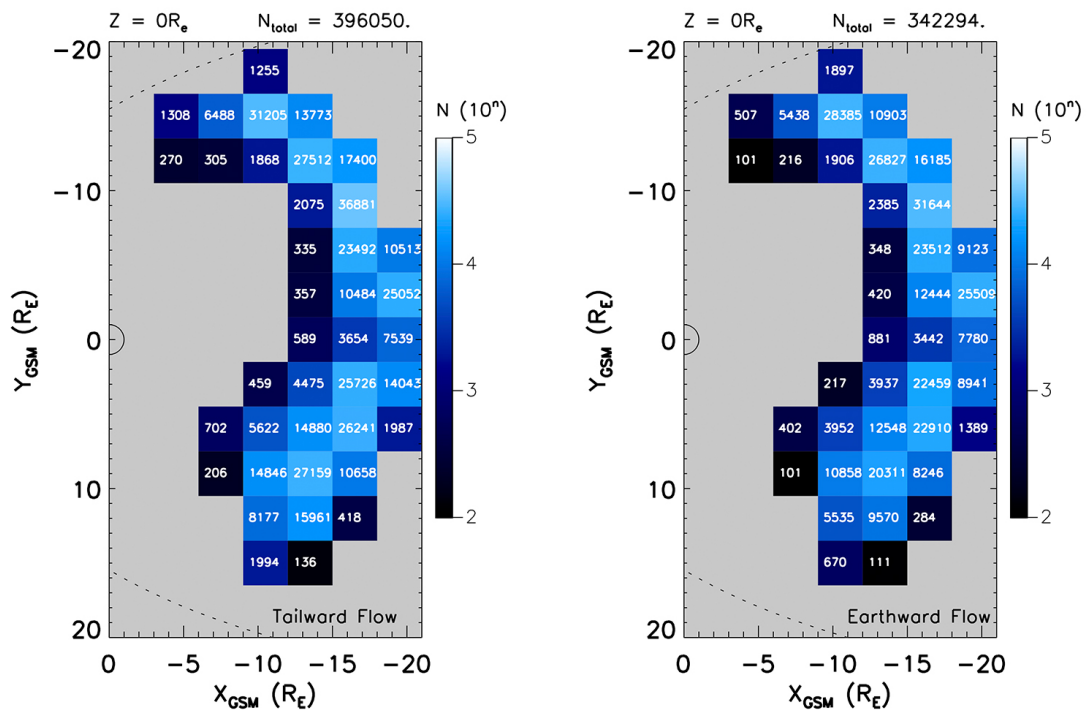 Z = 0Rₑ N_total = 396050.
-20
-10
0
10
20
Y_GSM (R_E)
1255
1308 6488 31205 13773
270 305 1868 27512 17400
2075 36881
335 23492 10513
357 10484 25052
589 3654 7539
459 4475 25726 14043
702 5622 14880 26241 1987
206 14846 27159 10658
8177 15961 418
1994 136
Tailward Flow
0 -5 -10 -15 -20
X_GSM (R_E)
N (10ⁿ)
5
4
3
2
Z = 0Rₑ N_total = 342294.
-20
-10
0
10
20
Y_GSM (R_E)
1897
507 5438 28385 10903
101 216 1906 26827 16185
2385 31644
348 23512 9123
420 12444 25509
881 3442 7780
217 3937 22459 8941
402 3952 12548 22910 1389
101 10858 20311 8246
5535 9570 284
670 111
Earthward Flow
0 -5 -10 -15 -20
X_GSM (R_E)
N (10ⁿ)
5
4
3
2